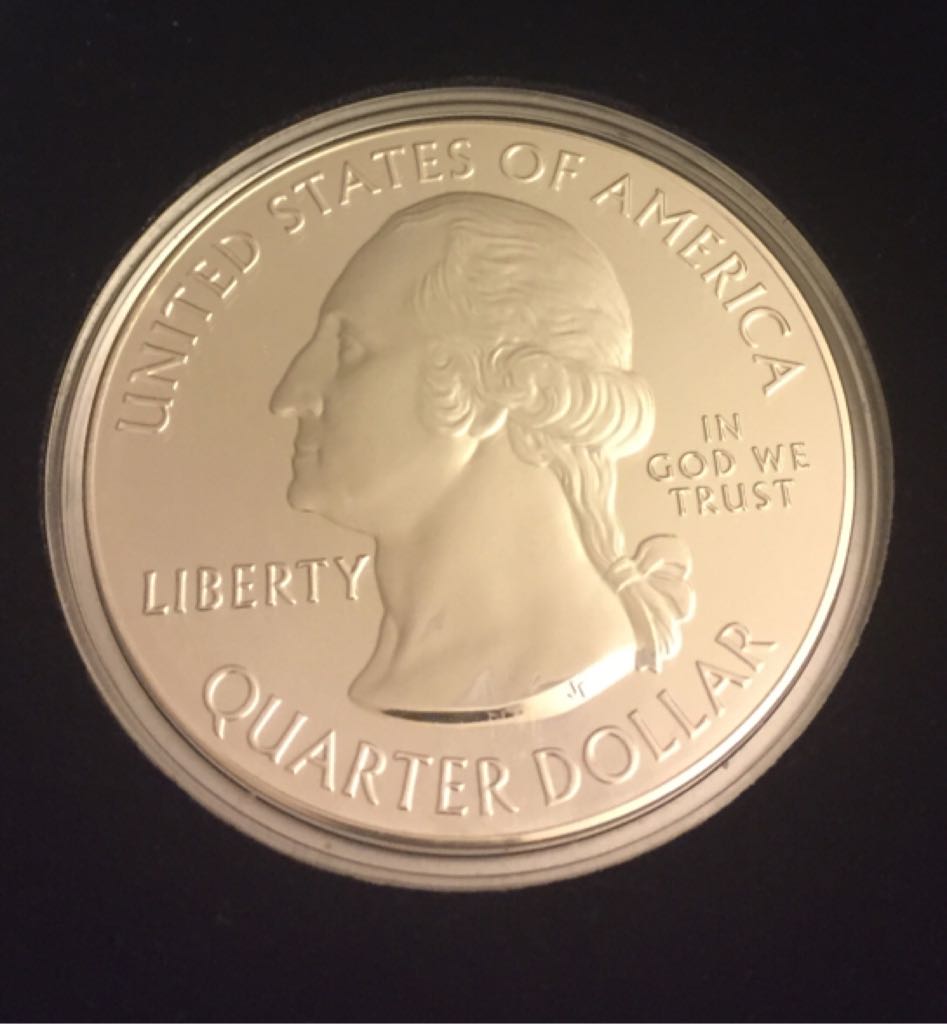 UNITED STATES OF AMERICA
IN
GOD WE
TRUST
LIBERTY
QUARTER DOLLAR